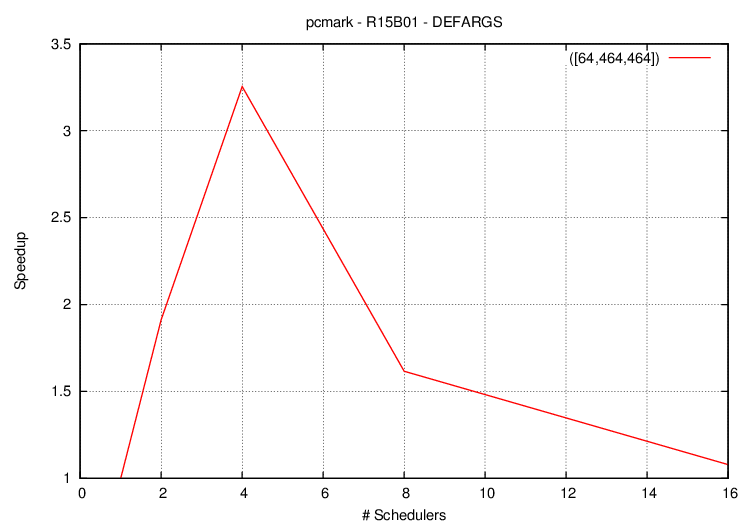 pcmark - R15B01 - DEFARGS
([64,464,464])
3.5
3
2.5
2
1.5
1
Speedup
0 2 4 6 8 10 12 14 16
# Schedulers